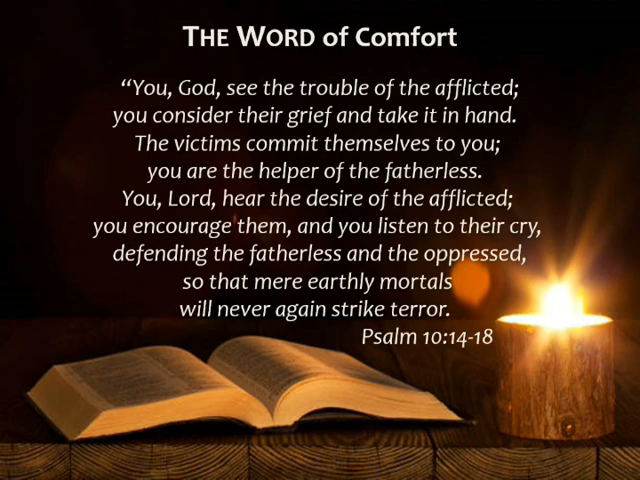 THE WORD of Comfort
“You, God, see the trouble of the afflicted;
you consider their grief and take it in hand.
The victims commit themselves to you;
you are the helper of the fatherless.
You, Lord, hear the desire of the afflicted;
you encourage them, and you listen to their cry,
defending the fatherless and the oppressed,
so that mere earthly mortals
will never again strike terror.
Psalm 10:14-18